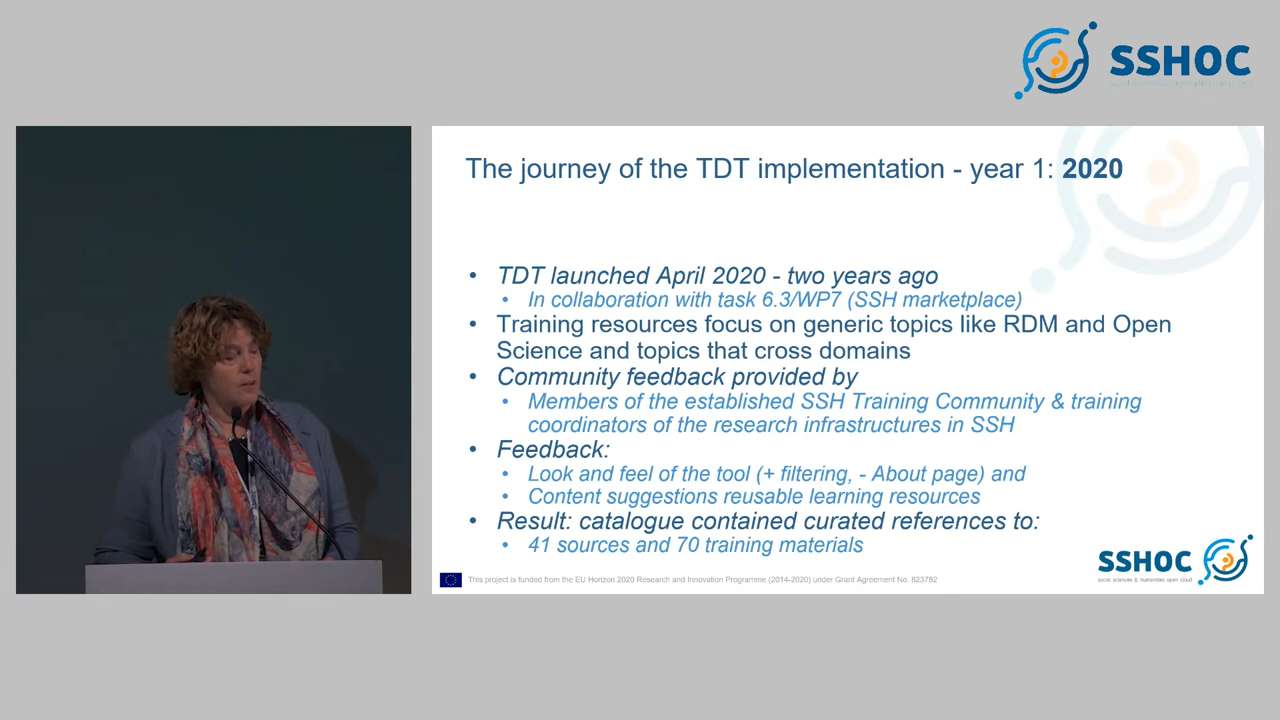 SSHOC
The journey of the TDT implementation - year 1: 2020
• TDT launched April 2020 - two years ago
• In collaboration with task 6.3/WP7 (SSH marketplace)
• Training resources focus on generic topics like RDM and Open
Science and topics that cross domains
• Community feedback provided by
• Members of the established SSH Training Community & training
coordinators of the research infrastructures in SSH
• Feedback:
• Look and feel of the tool (+ filtering, - About page) and
• Content suggestions reusable learning resources
• Result: catalogue contained curated references to:
• 41 sources and 70 training materials
SSHOC
social sciences & humanities open cloud
This project is funded from the EU Horizon 2020 Research and Innovation Programme (2014-2020) under Grant Agreement No. 823782